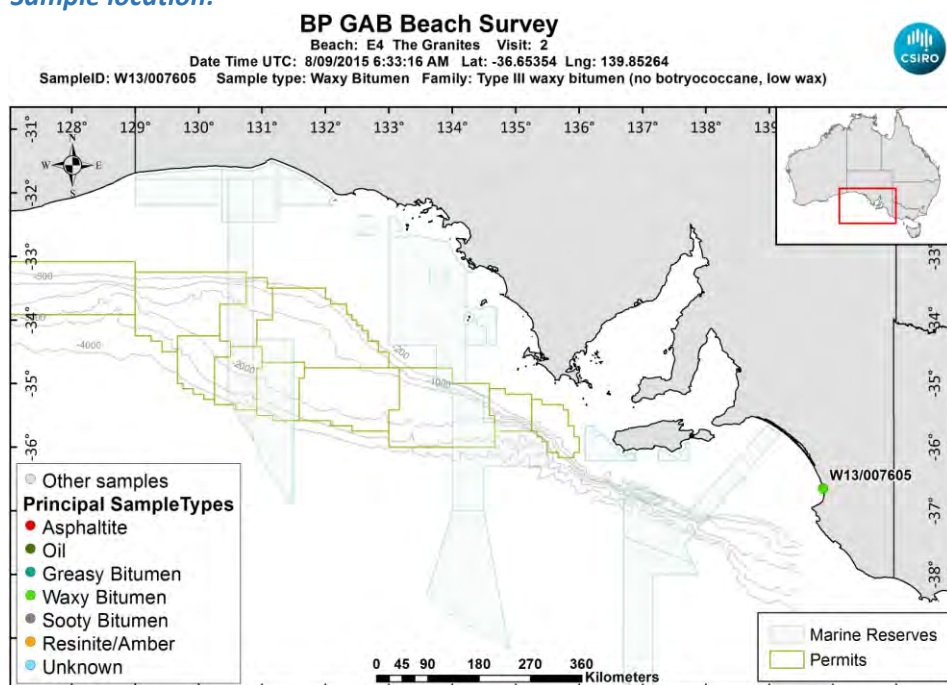 Sample location:
BP GAB Beach Survey
Beach: E4 The Granites Visit: 2
Date Time UTC: 8/09/2015 6:33:16 AM Lat: -36.65354 Lng: 139.85264
SampleID: W13/007605 Sample type: Waxy Bitumen Family: Type III waxy bitumen (no botryococcane, low wax)
CSIRO
128° 129° 130° 131° 132° 133° 134° 135° 136° 137° 138° 139
-31°
-32°
-33°
-34°
-35°
-36°
N
W E
S
-33°
-34°
-35°
-36°
-37°
-38°
-200
-1000
-2000
-4000
W13/007605
Other samples
Principal SampleTypes
Asphaltite
Oil
Greasy Bitumen
Waxy Bitumen
Sooty Bitumen
Resinite/Amber
Unknown
0 45 90 180 270 360
Kilometers
Marine Reserves
Permits